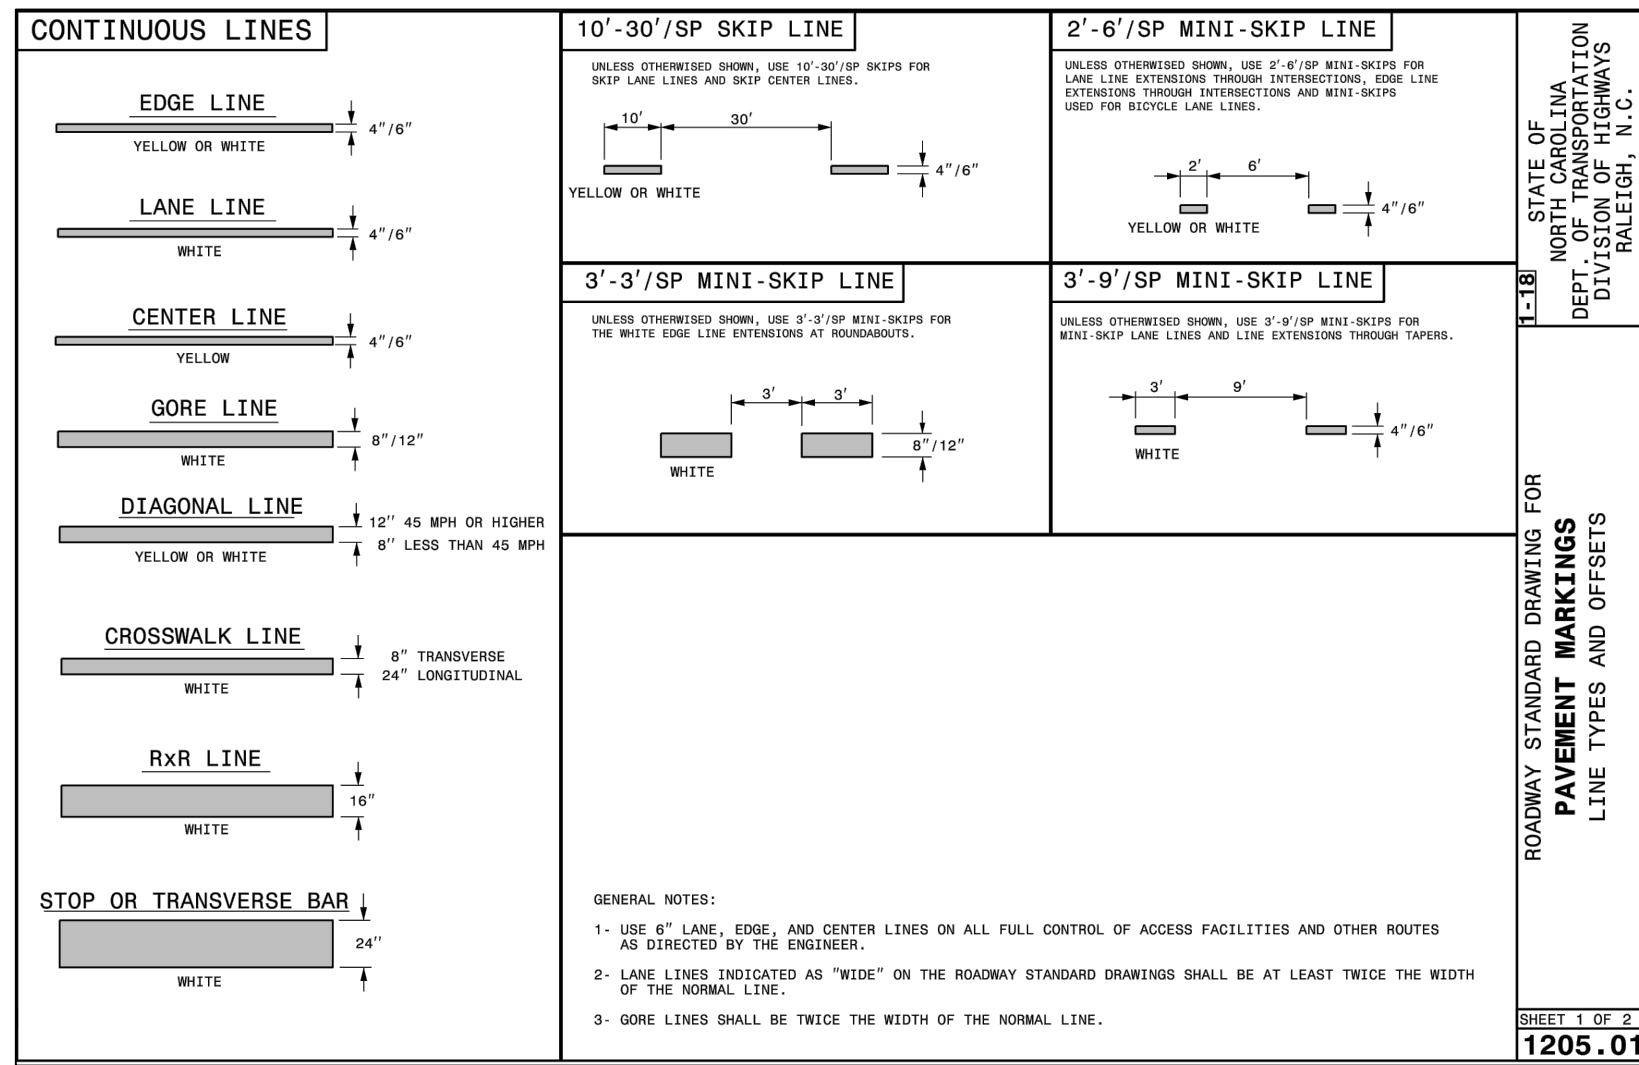 CONTINUOUS LINES
EDGE LINE
4"/6"
YELLOW OR WHITE
LANE LINE
4"/6"
WHITE
CENTER LINE
4"/6"
YELLOW
GORE LINE
8"/12"
WHITE
DIAGONAL LINE
12'' 45 MPH OR HIGHER
8'' LESS THAN 45 MPH
YELLOW OR WHITE
CROSSWALK LINE
8" TRANSVERSE
24" LONGITUDINAL
WHITE
RxR LINE
16"
WHITE
STOP OR TRANSVERSE BAR
24''
WHITE
10'-30'/SP SKIP LINE
UNLESS OTHERWISED SHOWN, USE 10'-30'/SP SKIPS FOR
SKIP LANE LINES AND SKIP CENTER LINES.
10' 30'
4"/6"
YELLOW OR WHITE
2'-6'/SP MINI-SKIP LINE
UNLESS OTHERWISED SHOWN, USE 2'-6'/SP MINI-SKIPS FOR
LANE LINE EXTENSIONS THROUGH INTERSECTIONS, EDGE LINE
EXTENSIONS THROUGH INTERSECTIONS AND MINI-SKIPS
USED FOR BICYCLE LANE LINES.
2' 6'
4"/6"
YELLOW OR WHITE
3'-3'/SP MINI-SKIP LINE
UNLESS OTHERWISED SHOWN, USE 3'-3'/SP MINI-SKIPS FOR
THE WHITE EDGE LINE ENTENSIONS AT ROUNDABOUTS.
3' 3'
8"/12"
WHITE
3'-9'/SP MINI-SKIP LINE
UNLESS OTHERWISED SHOWN, USE 3'-9'/SP MINI-SKIPS FOR
MINI-SKIP LANE LINES AND LINE EXTENSIONS THROUGH TAPERS.
3' 9'
4"/6"
WHITE
GENERAL NOTES:
1- USE 6" LANE, EDGE, AND CENTER LINES ON ALL FULL CONTROL OF ACCESS FACILITIES AND OTHER ROUTES
AS DIRECTED BY THE ENGINEER.
2- LANE LINES INDICATED AS "WIDE" ON THE ROADWAY STANDARD DRAWINGS SHALL BE AT LEAST TWICE THE WIDTH
OF THE NORMAL LINE.
3- GORE LINES SHALL BE TWICE THE WIDTH OF THE NORMAL LINE.
STATE OF
NORTH CAROLINA
DEPT. OF TRANSPORTATION
DIVISION OF HIGHWAYS
RALEIGH, N.C.
1-18
ROADWAY STANDARD DRAWING FOR
PAVEMENT MARKINGS
LINE TYPES AND OFFSETS
SHEET 1 OF 2
1205.01